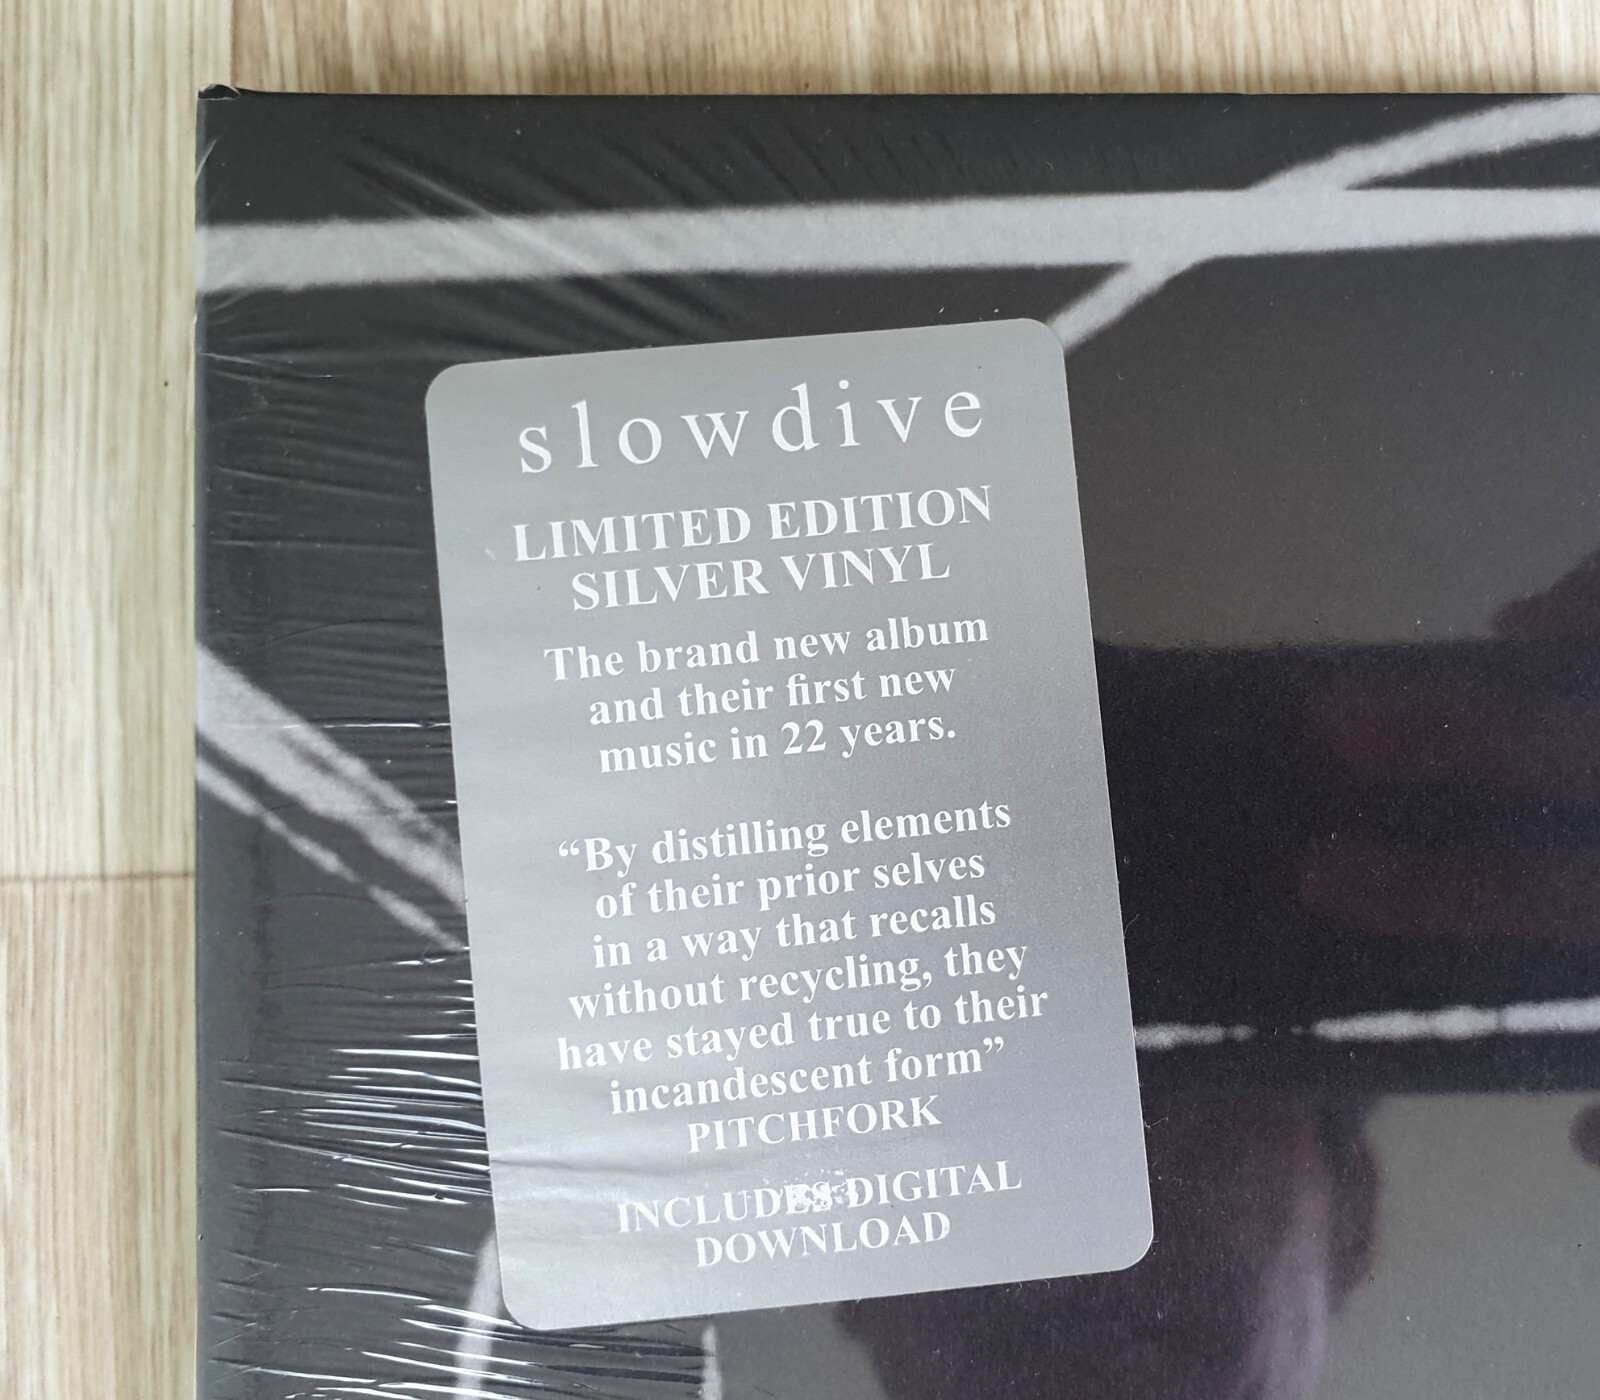 slowdive
LIMITED EDITION
SILVER VINYL
The brand new album
and their first new
music in 22 years.
“By distilling elements
of their prior selves
in a way that recalls
without recycling, they
have stayed true to their
incandescent form”
PITCHFORK
INCLUDES DIGITAL
DOWNLOAD